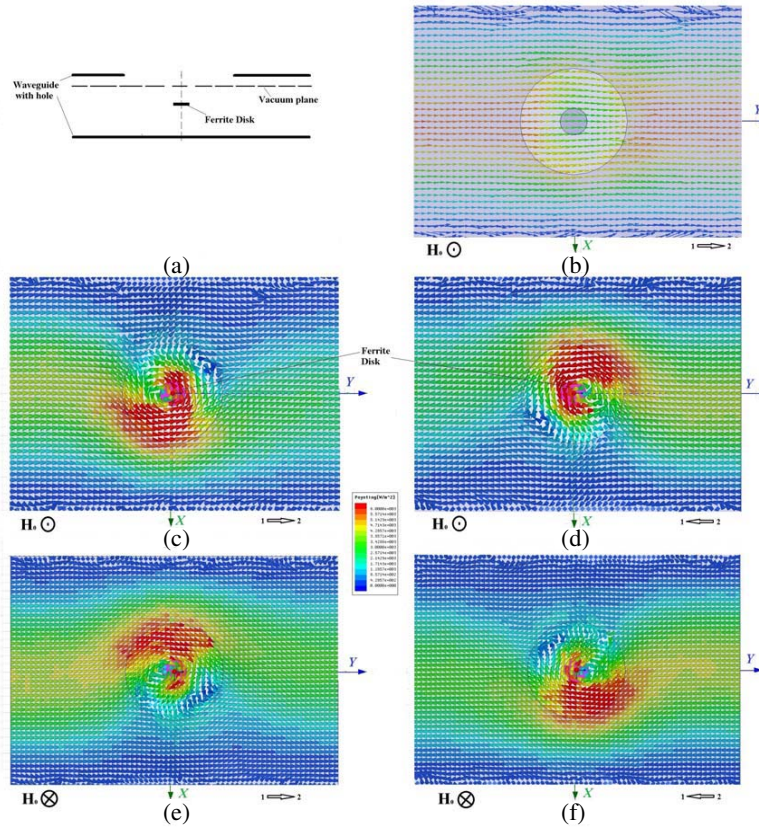 Waveguide
with hole
Vacuum plane
Ferrite Disk
(a)
Y
H₀ ⊙
X
1 ⇒ 2
(b)
Ferrite
Disk
Y
H₀ ⊙
X
1 ⇒ 2
(c)
Y
H₀ ⊙
X
1 ⇐ 2
(d)
Y
H₀ ⊗
X
1 ⇒ 2
(e)
Y
H₀ ⊗
X
1 ⇐ 2
(f)